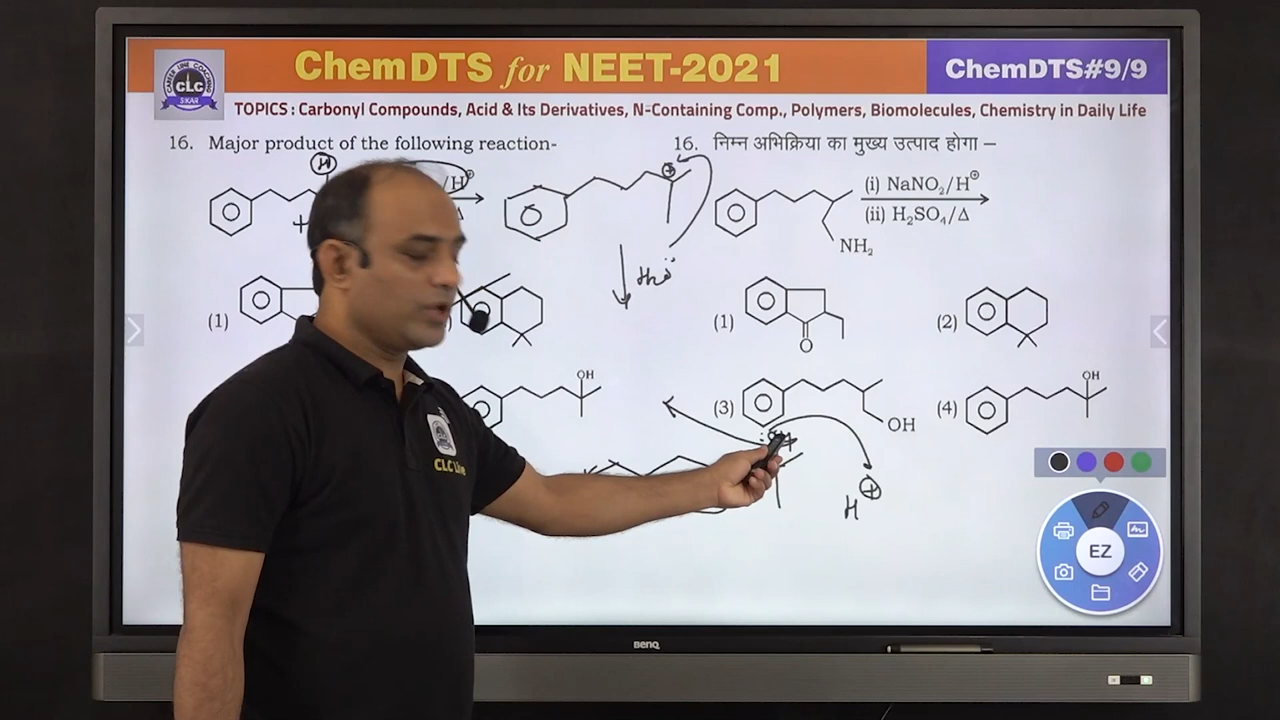 ChemDTS for NEET-2021
ChemDTS#9/9
CLC
SIKAR
TOPICS : Carbonyl Compounds, Acid & Its Derivatives, N-Containing Comp., Polymers, Biomolecules, Chemistry in Daily Life
16. Major product of the following reaction-
16. निम्न अभिक्रिया का मुख्य उत्पाद होगा –
H
/H⊕
Δ
⊕
(i) NaNO₂/H⊕
(ii) H₂SO₄/Δ
NH₂
(1)
(1)
O
(2)
OH
(3)
OH
(4)
OH
H ⊕
CLC Live
EZ
BenQ